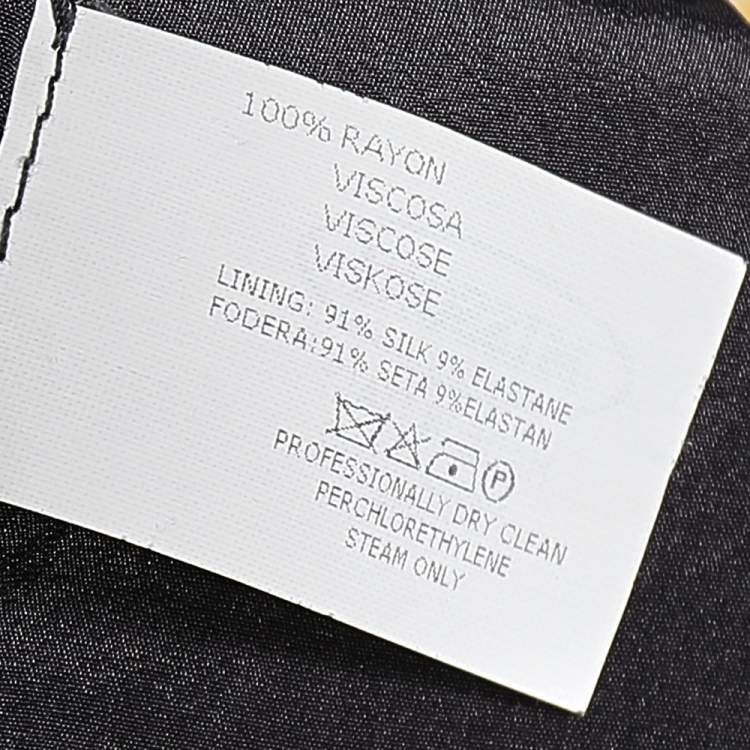 100% RAYON
VISCOSA
VISCOSE
VISKOSE
LINING: 91% SILK 9% ELASTANE
FODERA:91% SETA 9%ELASTAN
P
PROFESSIONALLY DRY CLEAN
PERCHLORETHYLENE
STEAM ONLY